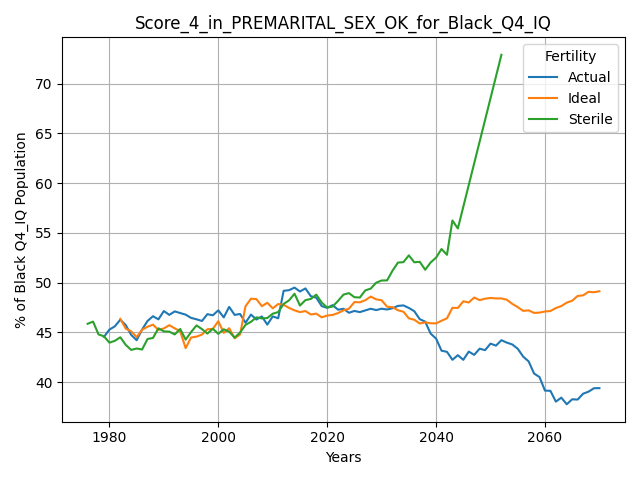 Score_4_in_PREMARITAL_SEX_OK_for_Black_Q4_IQ
Fertility
Actual
Ideal
Sterile
% of Black Q4_IQ Population
70
65
60
55
50
45
40
1980
2000
2020
2040
2060
Years